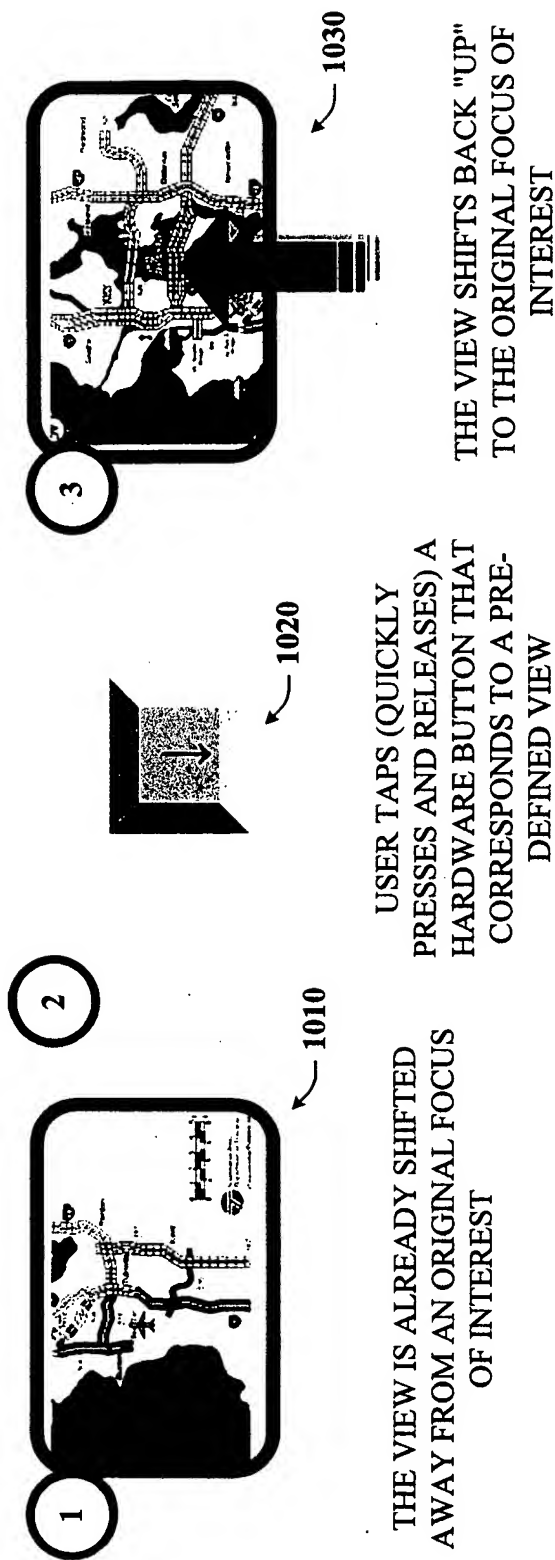 1
1010
THE VIEW IS ALREADY SHIFTED
AWAY FROM AN ORIGINAL FOCUS
OF INTEREST
2
1020
USER TAPS (QUICKLY
PRESSES AND RELEASES) A
HARDWARE BUTTON THAT
CORRESPONDS TO A PRE-
DEFINED VIEW
3
1030
THE VIEW SHIFTS BACK "UP"
TO THE ORIGINAL FOCUS OF
INTEREST